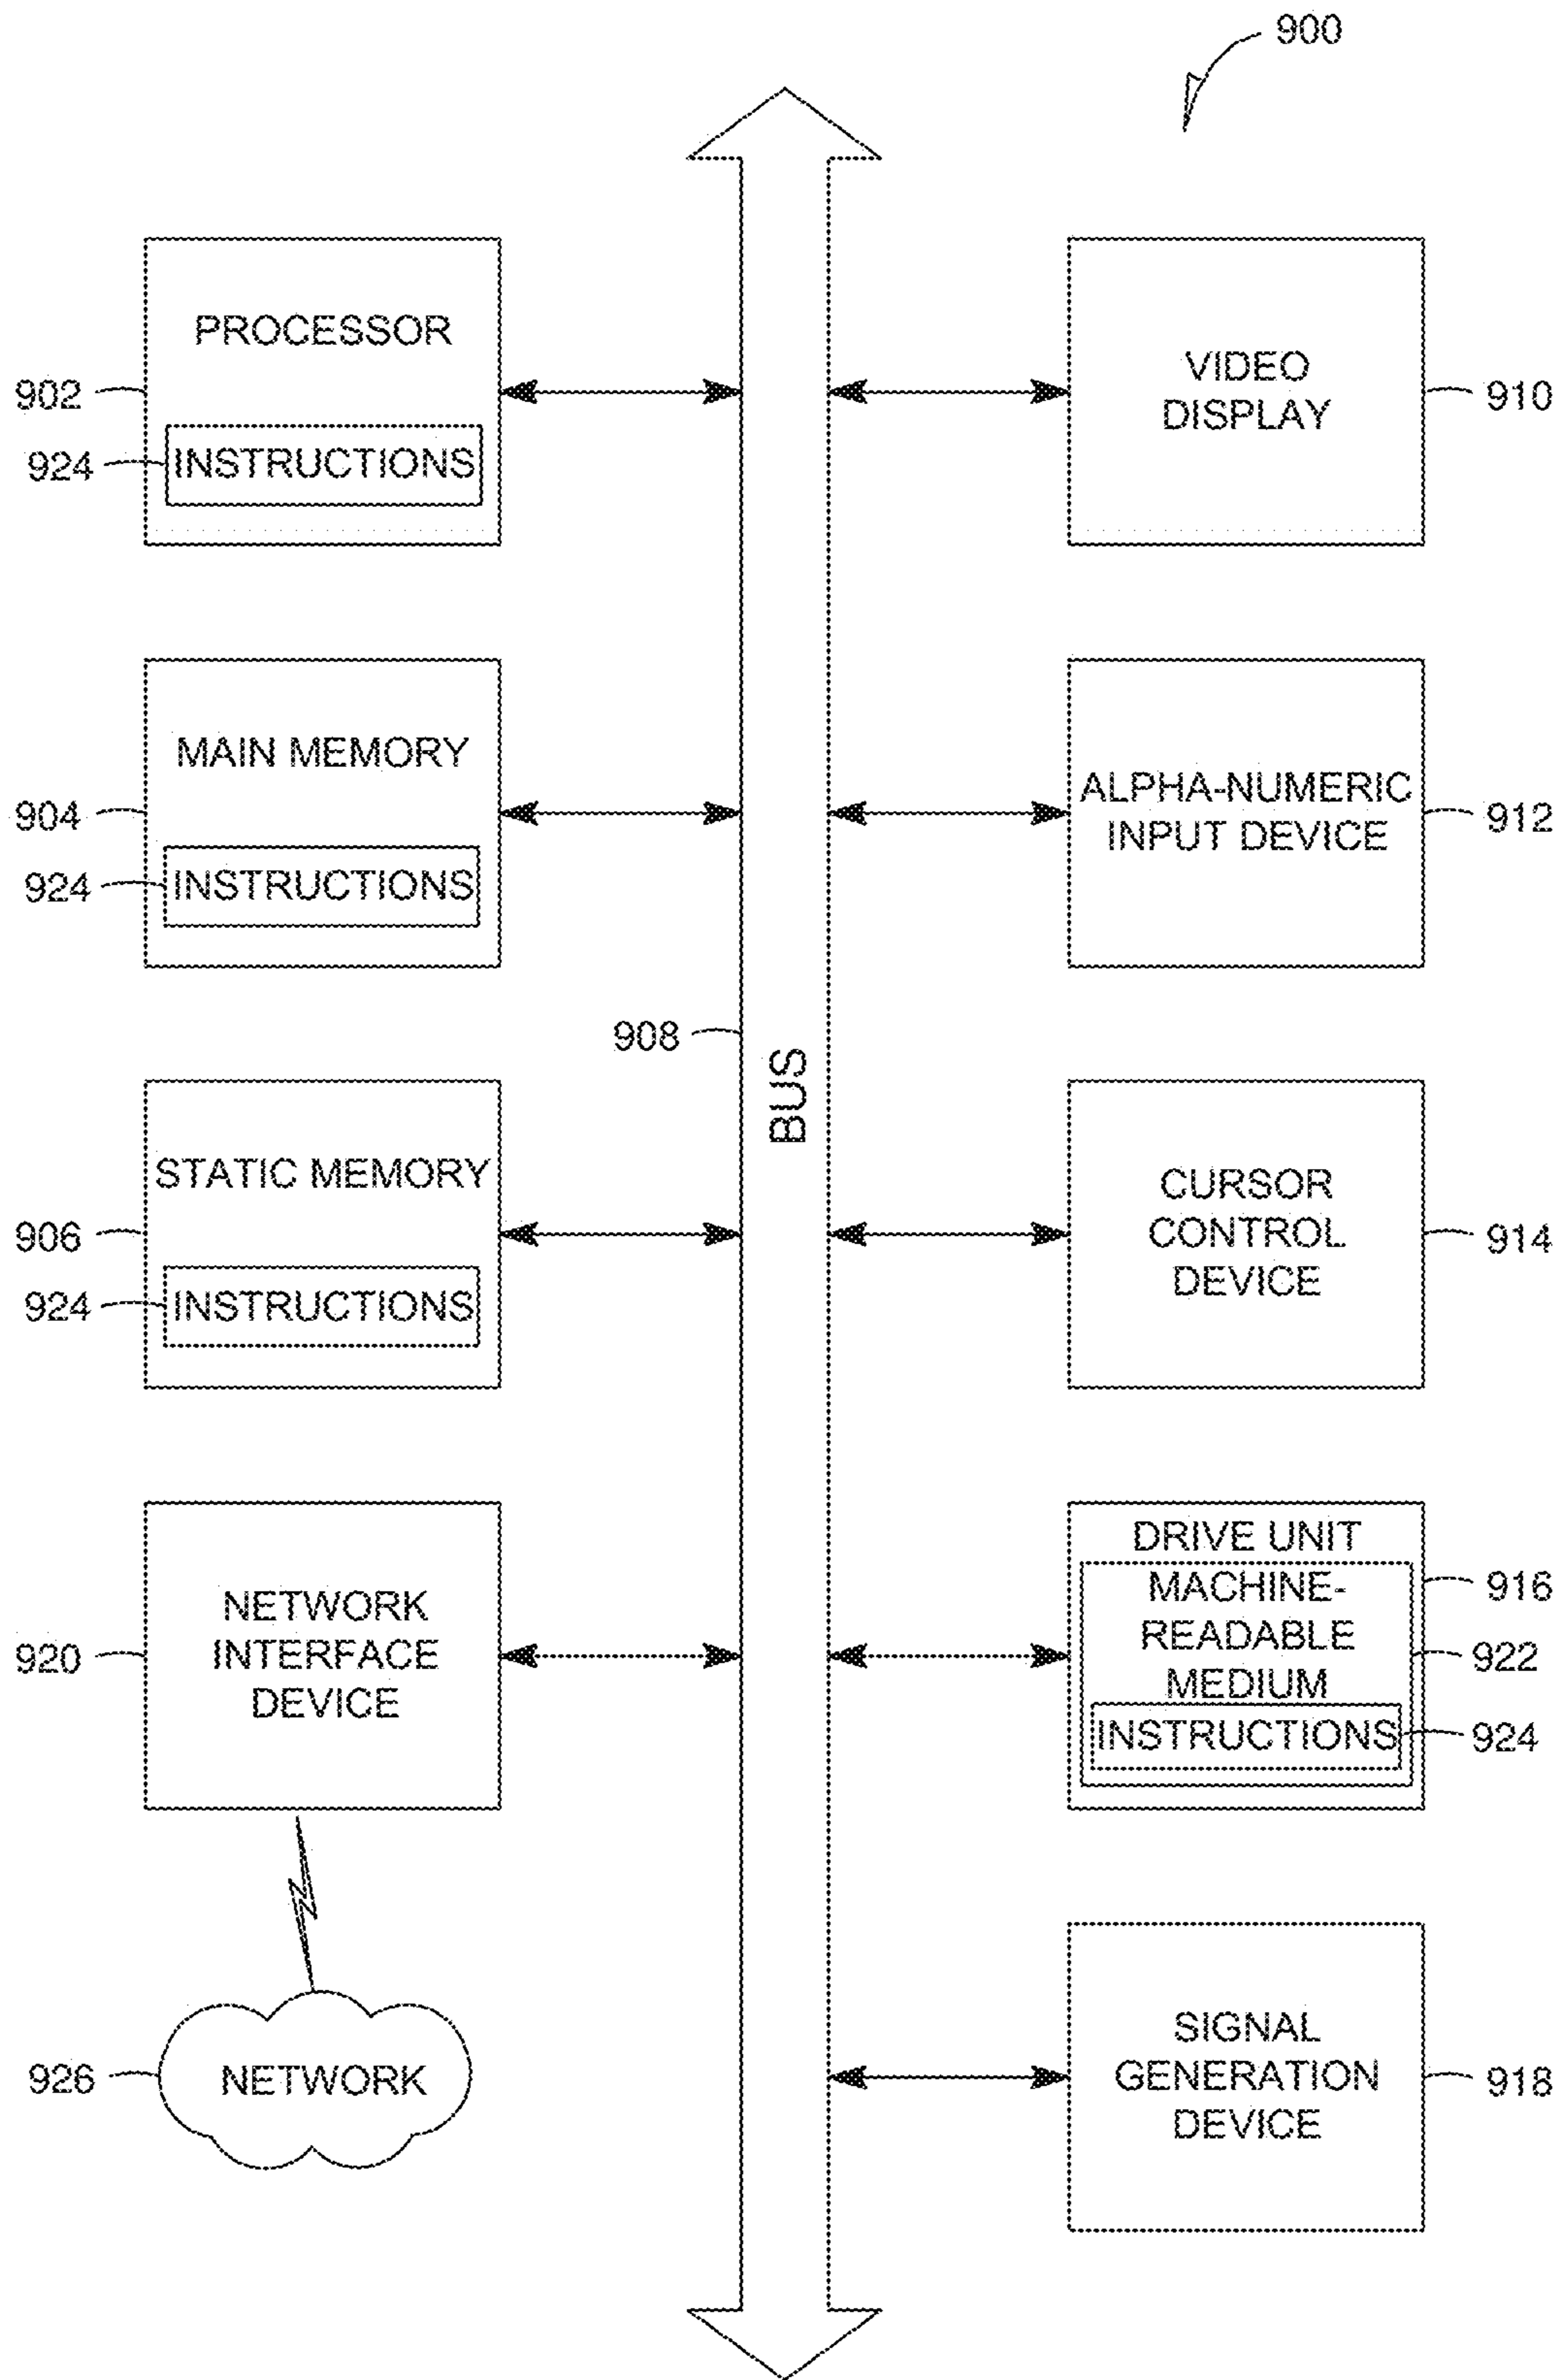 900
PROCESSOR
902
924
INSTRUCTIONS
MAIN MEMORY
904
924
INSTRUCTIONS
STATIC MEMORY
906
924
INSTRUCTIONS
NETWORK
INTERFACE
DEVICE
920
NETWORK
926
908
BUS
VIDEO
DISPLAY
910
ALPHA-NUMERIC
INPUT DEVICE
912
CURSOR
CONTROL
DEVICE
914
DRIVE UNIT
916
MACHINE-
READABLE
MEDIUM
922
INSTRUCTIONS
924
SIGNAL
GENERATION
DEVICE
918